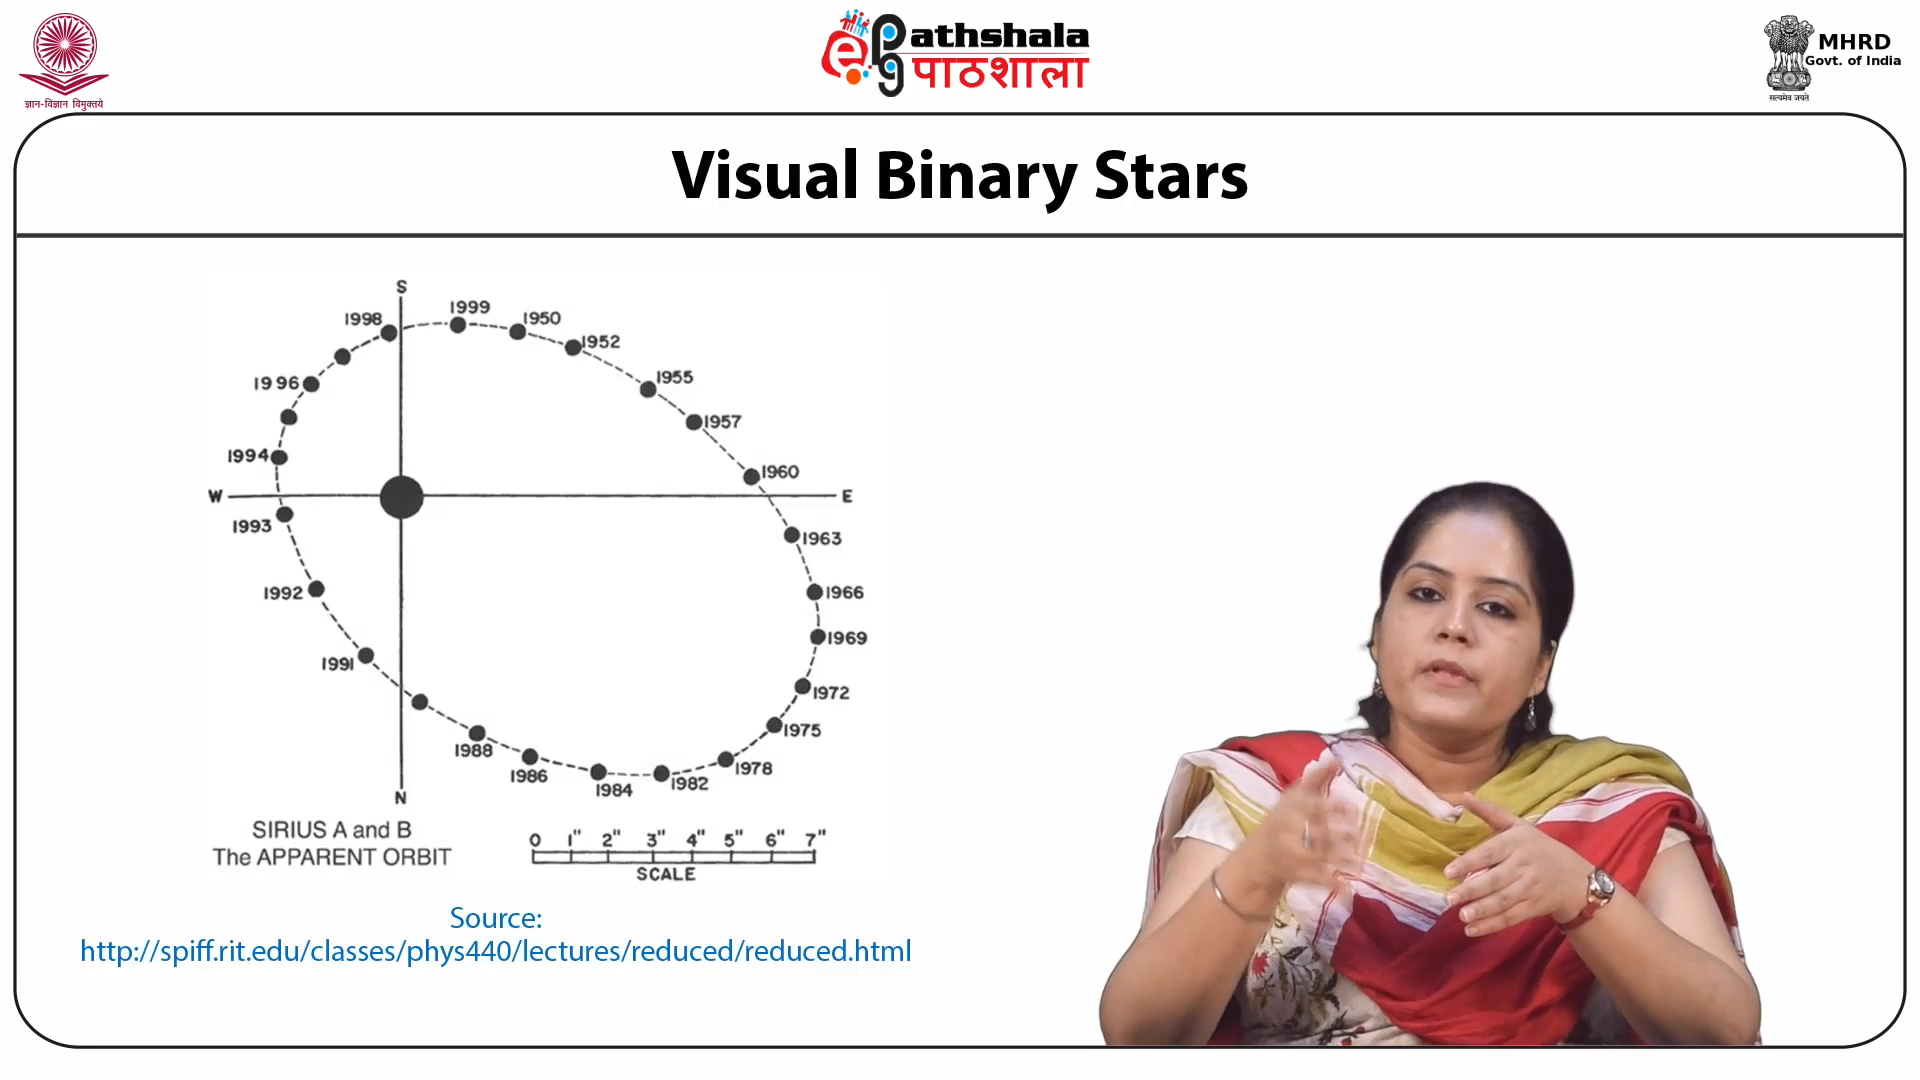 ज्ञान-विज्ञान विमुक्तये
ePathshala
पाठशाला
MHRD
Govt. of India
सत्यमेव जयते
Visual Binary Stars
S
1999
1998
1950
1952
1955
1996
1957
1994
1960
W
E
1993
1963
1992
1966
1969
1991
1972
1975
1988
1978
1986
1982
1984
N
SIRIUS A and B
The APPARENT ORBIT
0 1" 2" 3" 4" 5" 6" 7"
SCALE
Source:
http://spiff.rit.edu/classes/phys440/lectures/reduced/reduced.html